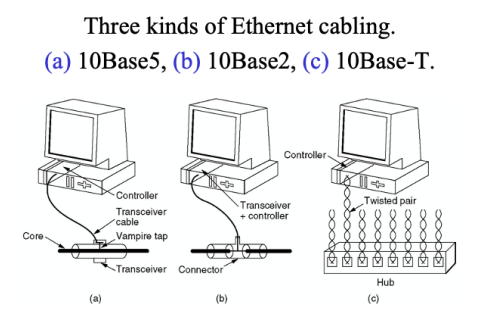 Three kinds of Ethernet cabling.
(a) 10Base5, (b) 10Base2, (c) 10Base-T.
Controller
Transceiver
cable
Vampire tap
Core
Transceiver
(a)
Transceiver
+ controller
Connector
(b)
Controller
Twisted pair
Hub
(c)